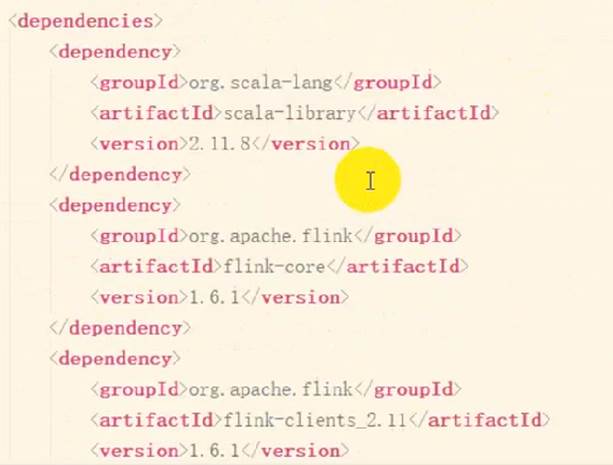 <dependencies>
<dependency>
<groupId>org.scala-lang</groupId>
<artifactId>scala-library</artifactId>
<version>2.11.8</version>
</dependency>
<dependency>
<groupId>org.apache.flink</groupId>
<artifactId>flink-core</artifactId>
<version>1.6.1</version>
</dependency>
<dependency>
<groupId>org.apache.flink</groupId>
<artifactId>flink-clients_2.11</artifactId>
<version>1.6.1</version>